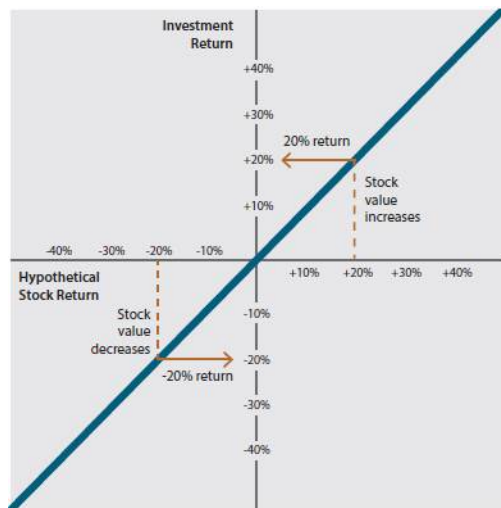 Investment
Return
+40%
+30%
20% return
+20%
Stock
value
increases
+10%
-40% -30% -20% -10%
+10% +20% +30% +40%
Hypothetical
Stock Return
Stock
value
decreases
-10%
-20%
-20% return
-30%
-40%